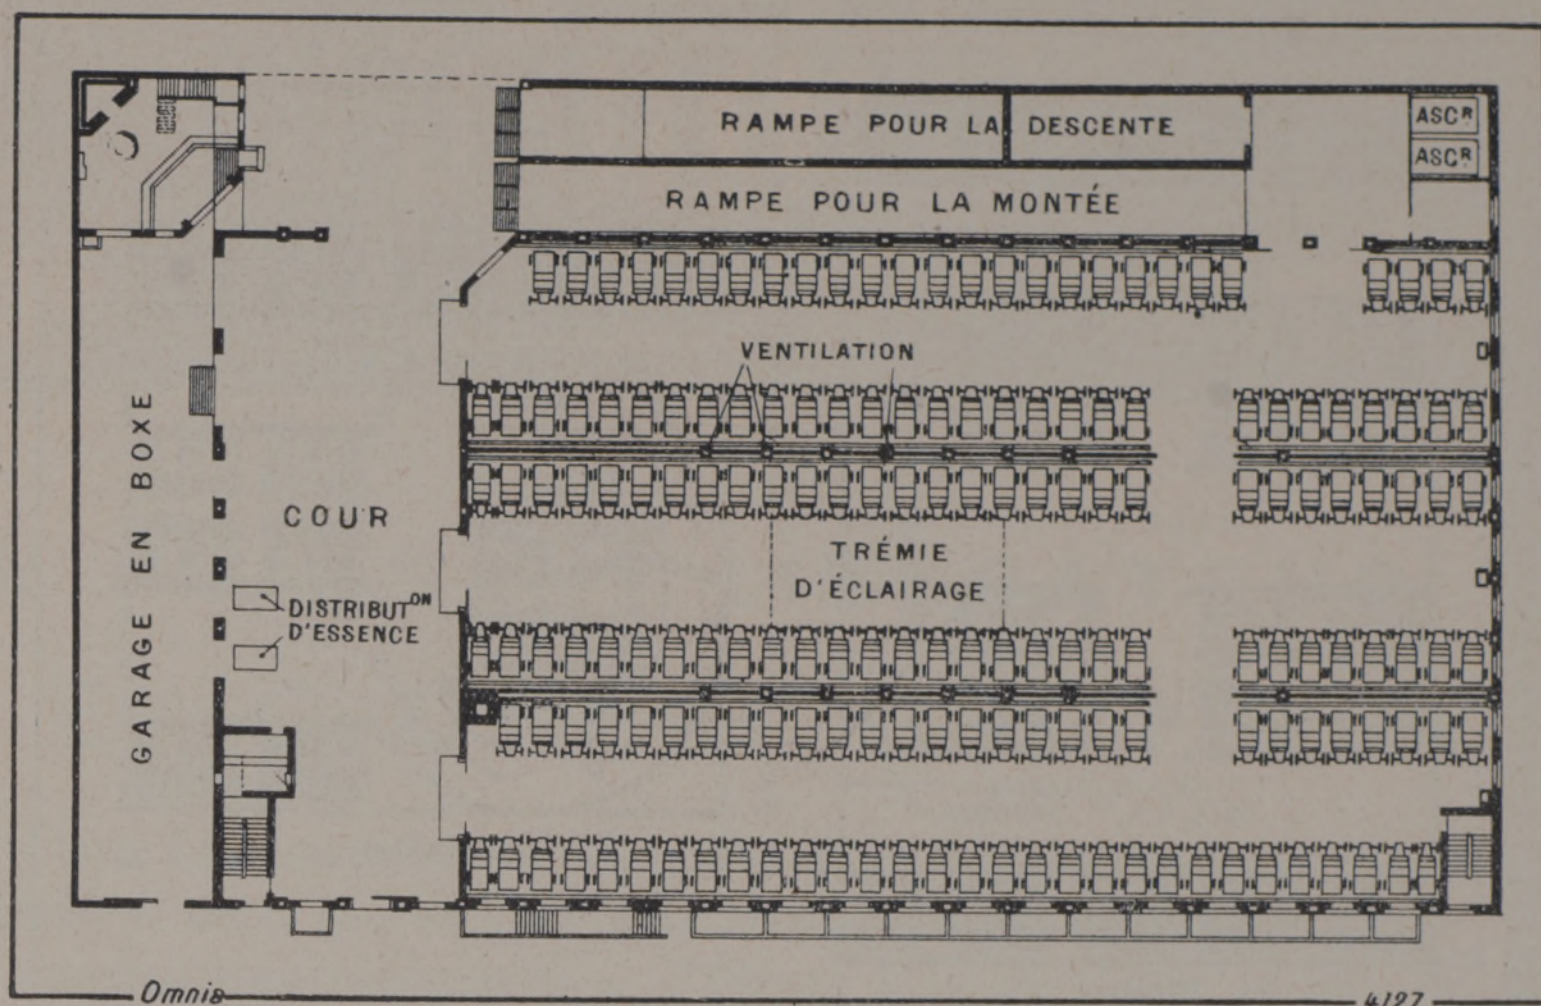 RAMPE POUR LA DESCENTE
ASCR
ASCR
RAMPE POUR LA MONTÉE
VENTILATION
GARAGE EN BOXE
COUR
TRÉMIE
D'ÉCLAIRAGE
DISTRIBUTON
D'ESSENCE
Omnia
4127